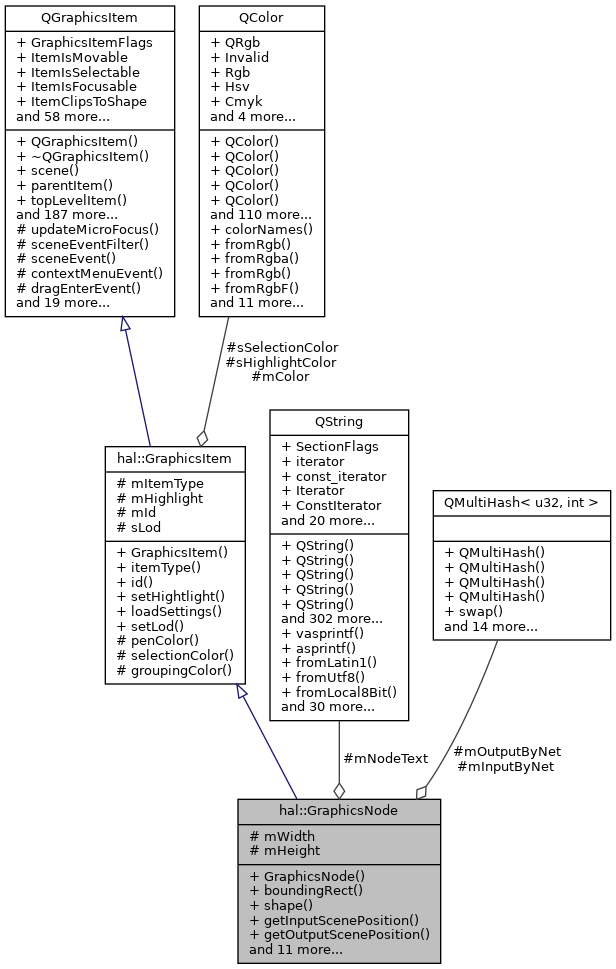 QGraphicsItem
+ GraphicsItemFlags
+ ItemIsMovable
+ ItemIsSelectable
+ ItemIsFocusable
+ ItemClipsToShape
and 58 more...
+ QGraphicsItem()
+ ~QGraphicsItem()
+ scene()
+ parentItem()
+ topLevelItem()
and 187 more...
# updateMicroFocus()
# sceneEventFilter()
# sceneEvent()
# contextMenuEvent()
# dragEnterEvent()
and 19 more...
QColor
+ QRgb
+ Invalid
+ Rgb
+ Hsv
+ Cmyk
and 4 more...
+ QColor()
+ QColor()
+ QColor()
+ QColor()
+ QColor()
and 110 more...
+ colorNames()
+ fromRgb()
+ fromRgba()
+ fromRgb()
+ fromRgbF()
and 11 more...
#sSelectionColor
#sHighlightColor
#mColor
hal::GraphicsItem
# mItemType
# mHighlight
# mId
# sLod
+ GraphicsItem()
+ itemType()
+ id()
+ setHightlight()
+ loadSettings()
+ setLod()
# penColor()
# selectionColor()
# groupingColor()
QString
+ SectionFlags
+ iterator
+ const_iterator
+ Iterator
+ ConstIterator
and 20 more...
+ QString()
+ QString()
+ QString()
+ QString()
+ QString()
and 302 more...
+ vasprintf()
+ asprintf()
+ fromLatin1()
+ fromUtf8()
+ fromLocal8Bit()
and 30 more...
QMultiHash< u32, int >
+ QMultiHash()
+ QMultiHash()
+ QMultiHash()
+ QMultiHash()
+ swap()
and 14 more...
#mNodeText
#mOutputByNet
#mInputByNet
hal::GraphicsNode
# mWidth
# mHeight
+ GraphicsNode()
+ boundingRect()
+ shape()
+ getInputScenePosition()
+ getOutputScenePosition()
and 11 more...